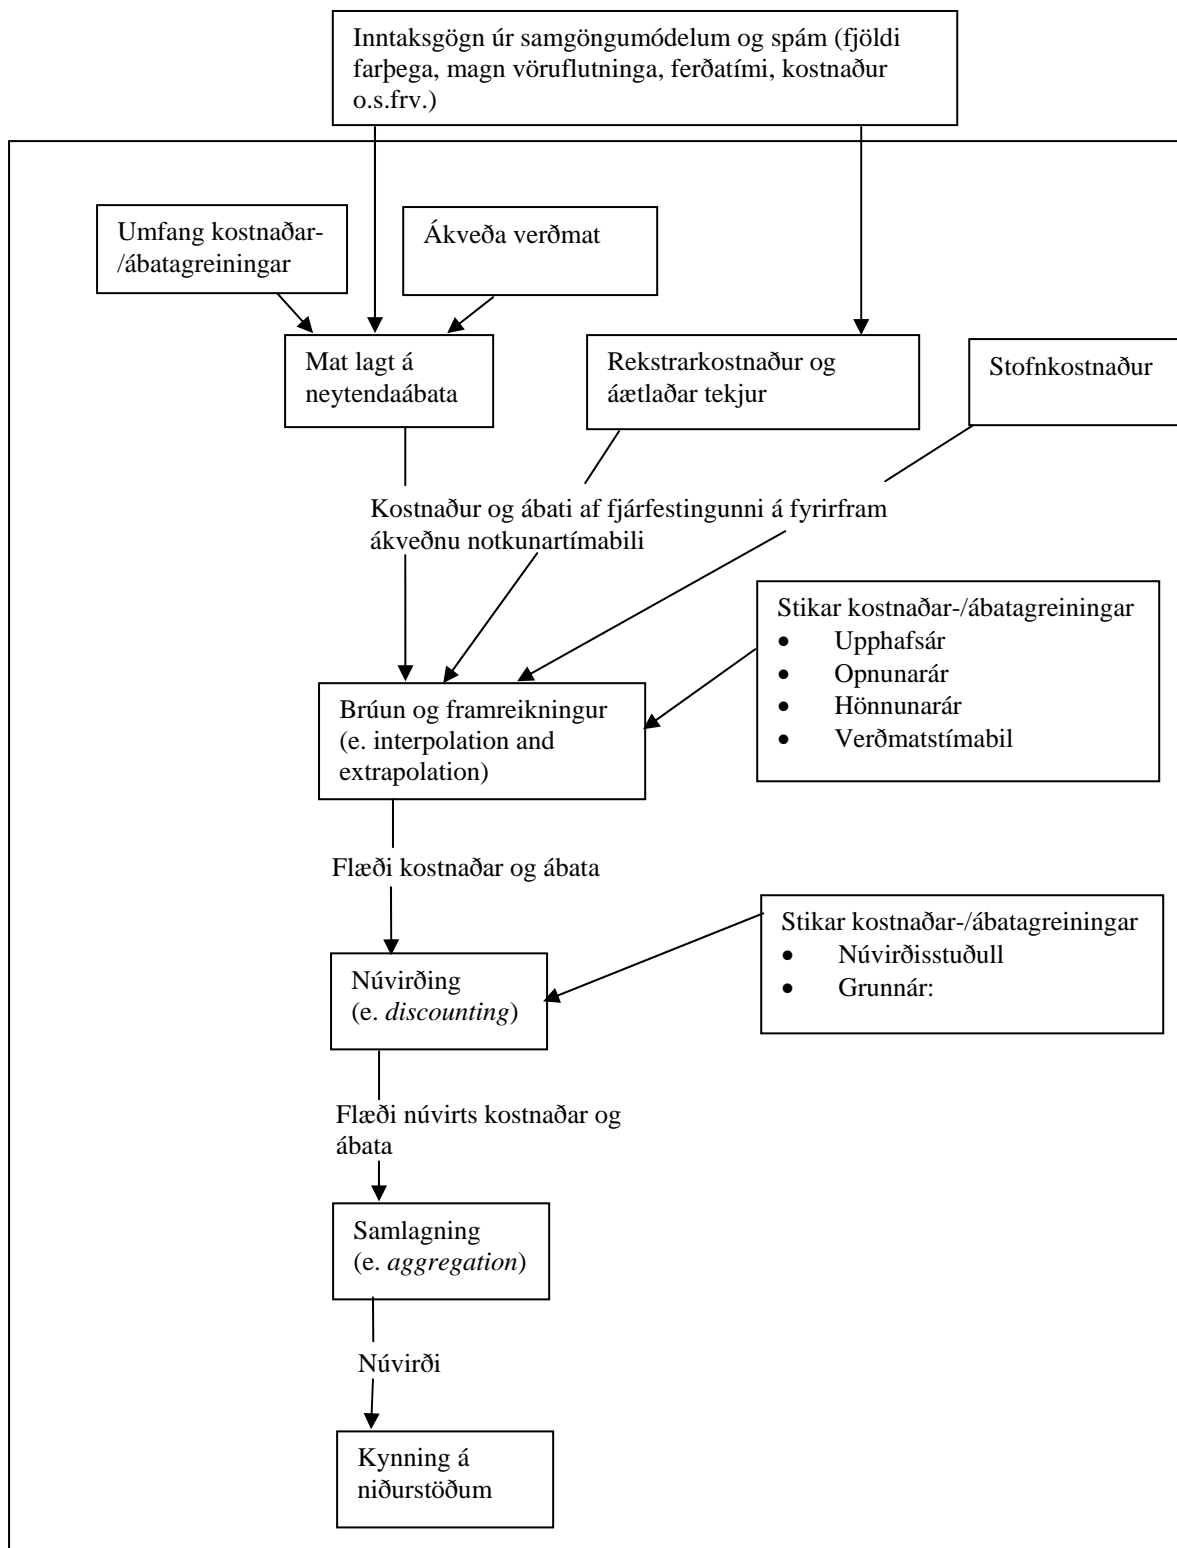 Inntaksgögn úr samgöngumódelum og spám (fjöldi
farþega, magn vöruflutninga, ferðatími, kostnaður
o.s.frv.)
Umfang kostnaðar-
/ábatagreiningar
Ákveða verðmat
Mat lagt á
neytendaábata
Rekstrarkostnaður og
áætlaðar tekjur
Stofnkostnaður
Kostnaður og ábati af fjárfestingunni á fyrirfram
ákveðnu notkunartímabili
Stikar kostnaðar-/ábatagreiningar
• Upphafsár
• Opnunarár
• Hönnunarár
• Verðmatstímabil
Brúun og framreikningur
(e. interpolation and
extrapolation)
Flæði kostnaðar og ábata
Stikar kostnaðar-/ábatagreiningar
• Núvirðisstuðull
• Grunnár:
Núvirðing
(e. discounting)
Flæði núvirts kostnaðar og
ábata
Samlagning
(e. aggregation)
Núvirði
Kynning á
niðurstöðum